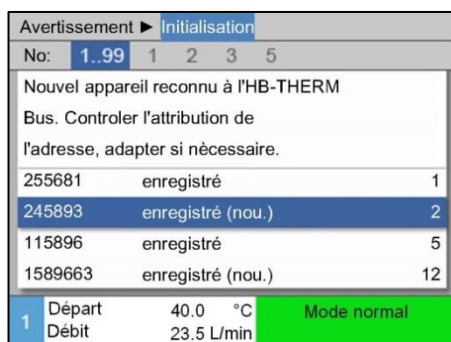 Avertissement ► Initialisation
No: 1..99 1 2 3 5
Nouvel appareil reconnu à l'HB-THERM
Bus. Controler l'attribution de
l'adresse, adapter si nècessaire.
255681 enregistré 1
245893 enregistré (nou.) 2
115896 enregistré 5
1589663 enregistré (nou.) 12
1 Départ 40.0 °C Mode normal
Débit 23.5 L/min